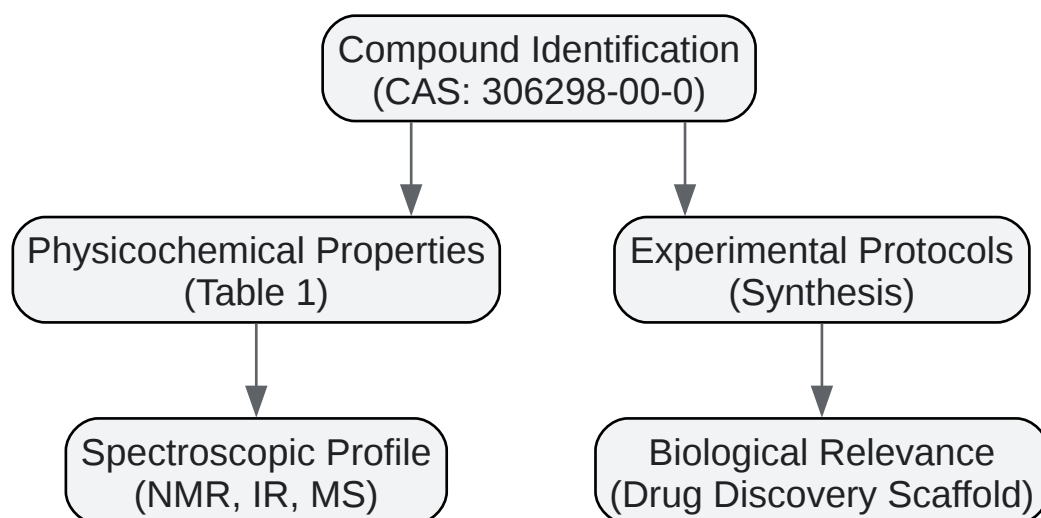 Compound Identification
(CAS: 306298-00-0)
Physicochemical Properties
(Table 1)
Experimental Protocols
(Synthesis)
Spectroscopic Profile
(NMR, IR, MS)
Biological Relevance
(Drug Discovery Scaffold)